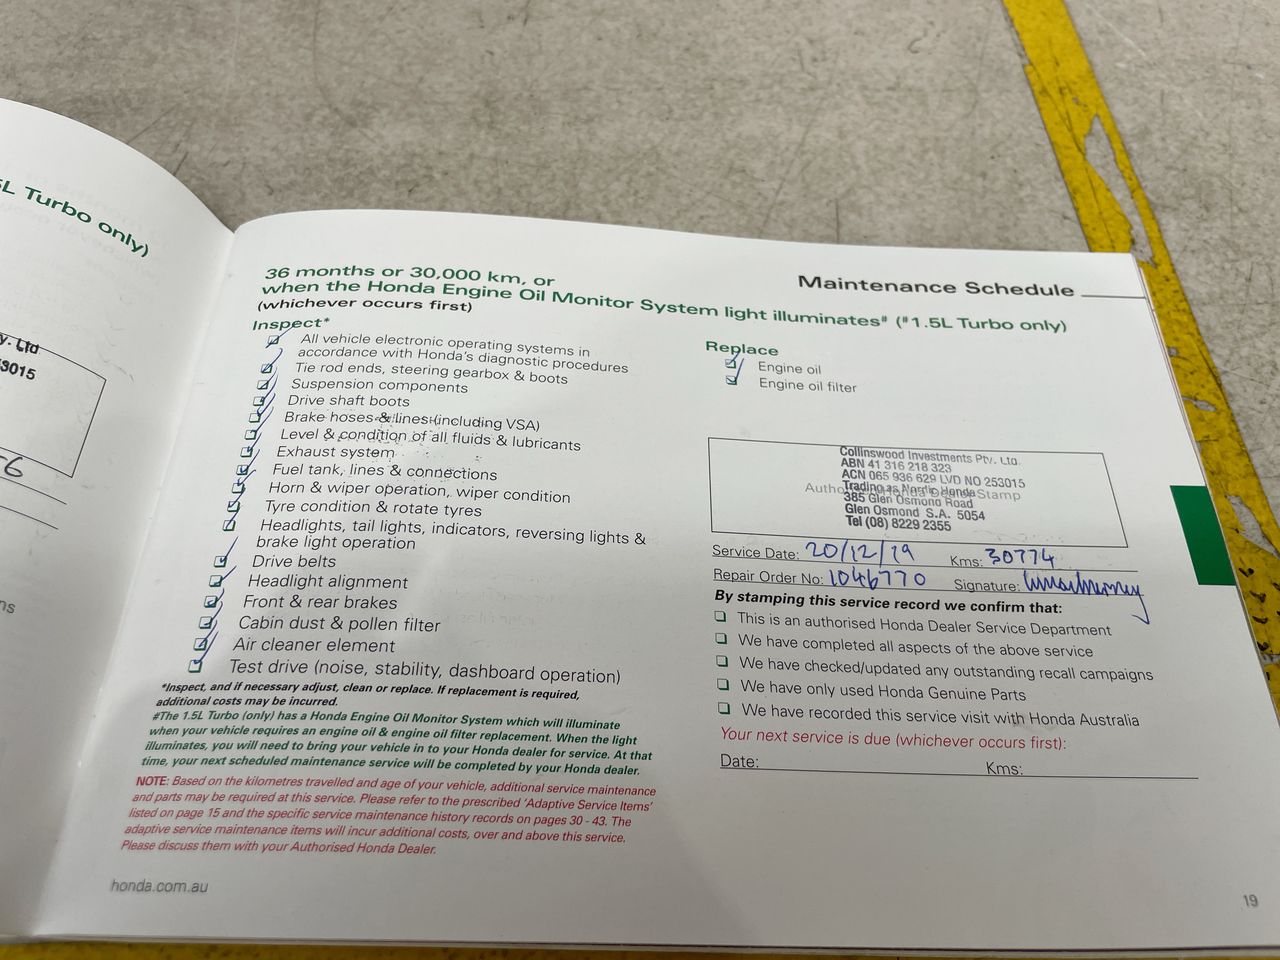 5L Turbo only)
y. Ltd
53015
36 months or 30,000 km, or
when the Honda Engine Oil Monitor System light illuminates# (#1.5L Turbo only)
(whichever occurs first)
Inspect*
All vehicle electronic operating systems in
accordance with Honda's diagnostic procedures
Tie rod ends, steering gearbox & boots
Suspension components
Drive shaft boots
Brake hoses & lines (including VSA)
Level & condition of all fluids & lubricants
Exhaust system
Fuel tank, lines & connections
Horn & wiper operation, wiper condition
Tyre condition & rotate tyres
Headlights, tail lights, indicators, reversing lights &
brake light operation
Drive belts
Headlight alignment
Front & rear brakes
Cabin dust & pollen filter
Air cleaner element
Test drive (noise, stability, dashboard operation)
*Inspect, and if necessary adjust, clean or replace. If replacement is required,
additional costs may be incurred.
#The 1.5L Turbo (only) has a Honda Engine Oil Monitor System which will illuminate
when your vehicle requires an engine oil & engine oil filter replacement. When the light
illuminates, you will need to bring your vehicle in to your Honda dealer for service. At that
time, your next scheduled maintenance service will be completed by your Honda dealer.
NOTE: Based on the kilometres travelled and age of your vehicle, additional service maintenance
and parts may be required at this service. Please refer to the prescribed 'Adaptive Service Items'
listed on page 15 and the specific service maintenance history records on pages 30 - 43. The
adaptive service maintenance items will incur additional costs, over and above this service.
Please discuss them with your Authorised Honda Dealer.
honda.com.au
Maintenance Schedule
Replace
Engine oil
Engine oil filter
Collinswood Investments Pty. Ltd.
ABN 41 316 218 323
ACN 065 936 629 LVD NO 253015
Trading as Nordic Honda
Authorised Honda Dealer Stamp
385 Glen Osmond Road
Glen Osmond S.A. 5064
Tel (08) 8229 2355
Service Date: 20/12/19 Kms: 30774
Repair Order No: 1046770 Signature:
By stamping this service record we confirm that:
This is an authorised Honda Dealer Service Department
We have completed all aspects of the above service
We have checked/updated any outstanding recall campaigns
We have only used Honda Genuine Parts
We have recorded this service visit with Honda Australia
Your next service is due (whichever occurs first):
Date: Kms:
19